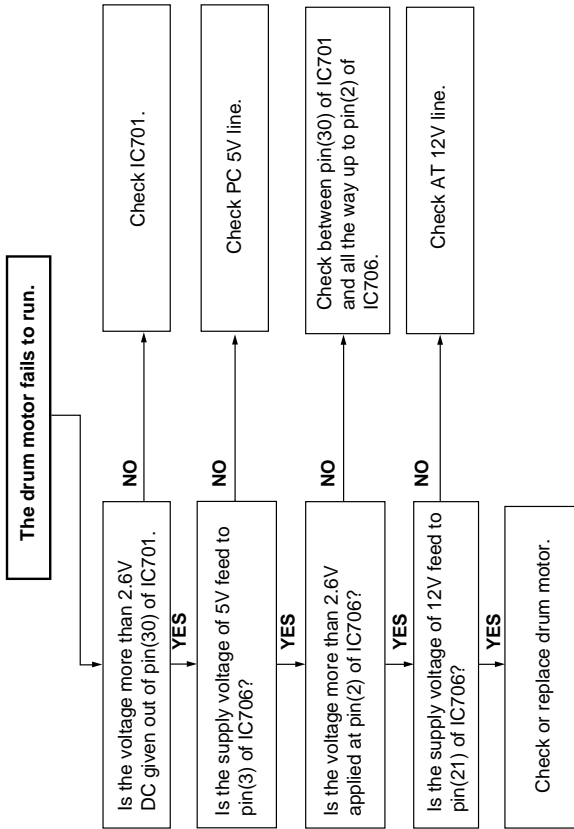 The drum motor fails to run.
Is the voltage more than 2.6V
DC given out of pin(30) of IC701.
NO
Check IC701.
YES
Is the supply voltage of 5V feed to
pin(3) of IC706?
NO
Check PC 5V line.
YES
Is the voltage more than 2.6V
applied at pin(2) of IC706?
NO
Check between pin(30) of IC701
and all the way up to pin(2) of
IC706.
YES
Is the supply voltage of 12V feed to
pin(21) of IC706?
NO
Check AT 12V line.
YES
Check or replace drum motor.